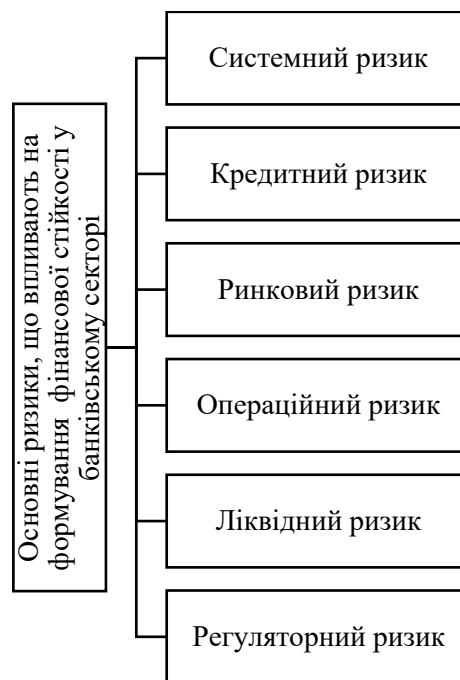 Основні ризики, що впливають на
формування фінансової стійкості у
банківському секторі
Системний ризик
Кредитний ризик
Ринковий ризик
Операційний ризик
Ліквідний ризик
Регуляторний ризик